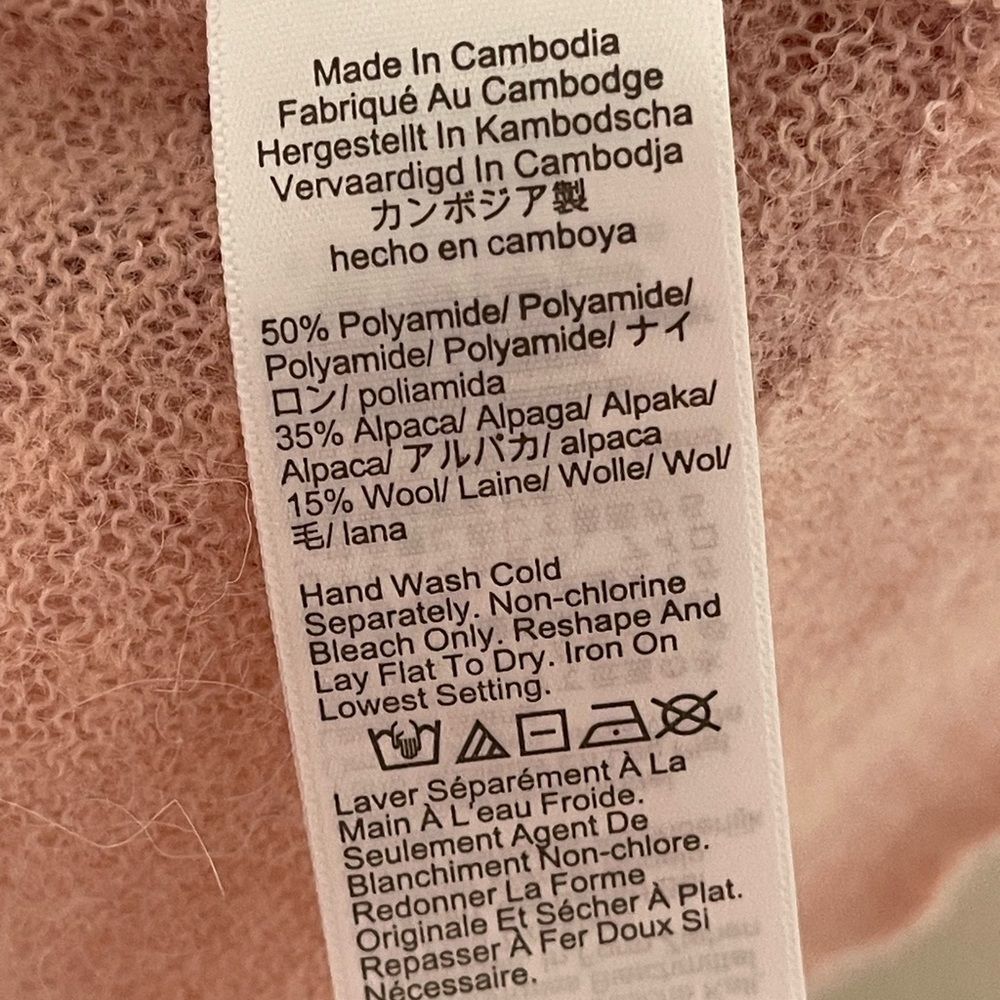 Made In Cambodia
Fabriqué Au Cambodge
Hergestellt In Kambodscha
Vervaardigd In Cambodja
カンボジア製
hecho en camboya
50% Polyamide/ Polyamide/
Polyamide/ Polyamide/ ナイ
ロン/ poliamida
35% Alpaca/ Alpaga/ Alpaka/
Alpaca/ アルパカ/ alpaca
15% Wool/ Laine/ Wolle/ Wol/
毛/ lana
Hand Wash Cold
Separately. Non-chlorine
Bleach Only. Reshape And
Lay Flat To Dry. Iron On
Lowest Setting.
Laver Séparément À La
Main À L'eau Froide.
Seulement Agent De
Blanchiment Non-chlore.
Redonner La Forme
Originale Et Sécher À Plat.
Repasser À Fer Doux Si
Nécessaire.